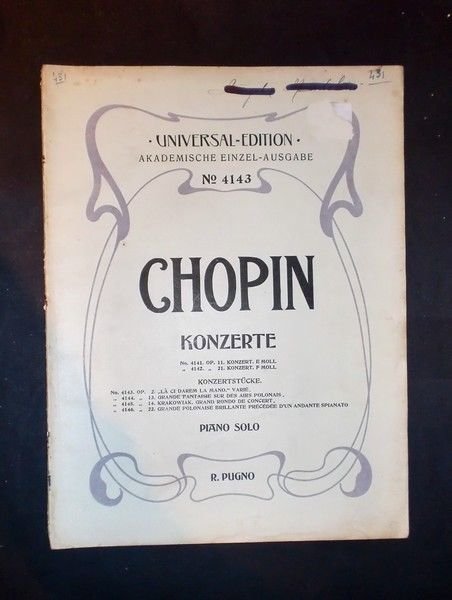 431
431
· UNIVERSAL-EDITION ·
AKADEMISCHE EINZEL-AUSGABE
No 4143
CHOPIN
KONZERTE
No. 4141. OP. 11. KONZERT. E MOLL
„ 4142. „ 21. KONZERT. F MOLL
KONZERTSTÜCKE.
No. 4143. OP. 2. „LÀ CI DAREM LA MANO." VARIÉ.
„ 4144. „ 13. GRANDE FANTAISIE SUR DES AIRS POLONAIS.
„ 4145. „ 14. KRAKOWIAK. GRAND RONDO DE CONCERT.
„ 4146. „ 22. GRANDE POLONAISE BRILLANTE PRÉCÉDÉE D'UN ANDANTE SPIANATO
PIANO SOLO
R. PUGNO